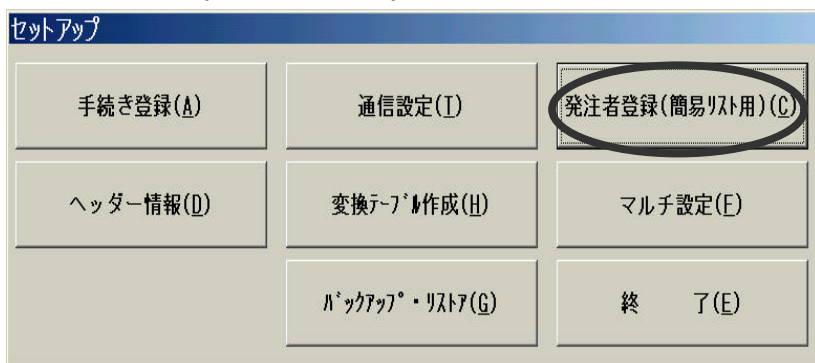 セットアップ
手続き登録(A)
通信設定(T)
発注者登録(簡易ﾘｽﾄ用)(C)
ヘッダー情報(D)
変換ﾃｰﾌﾞﾙ作成(H)
マルチ設定(F)
ﾊﾞｯｸｱｯﾌﾟ・ﾘｽﾄｱ(G)
終　　了(E)